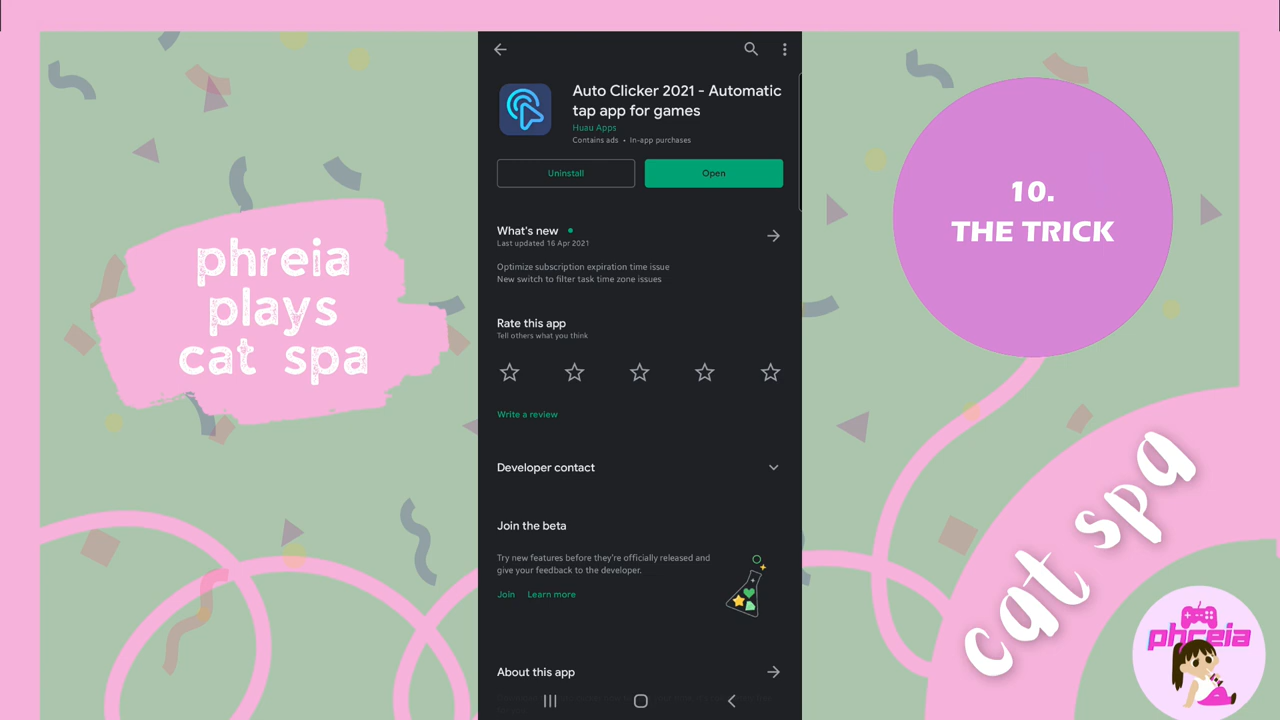 phreia
plays
cat spa
Auto Clicker 2021 - Automatic
tap app for games
Huau Apps
Contains ads • In-app purchases
Uninstall
Open
What's new
Last updated 16 Apr 2021
Optimize subscription expiration time issue
New switch to filter task time zone issues
Rate this app
Tell others what you think
Write a review
Developer contact
Join the beta
Try new features before they're officially released and
give your feedback to the developer.
Join Learn more
About this app
10.
THE TRICK
cat spa
phreia